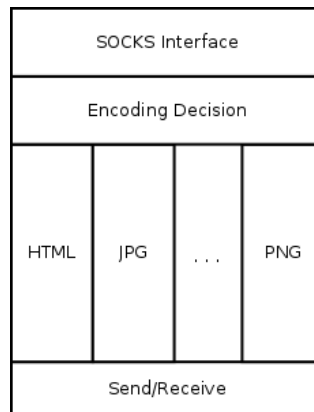 SOCKS Interface
Encoding Decision
HTML JPG . . . PNG
Send/Receive